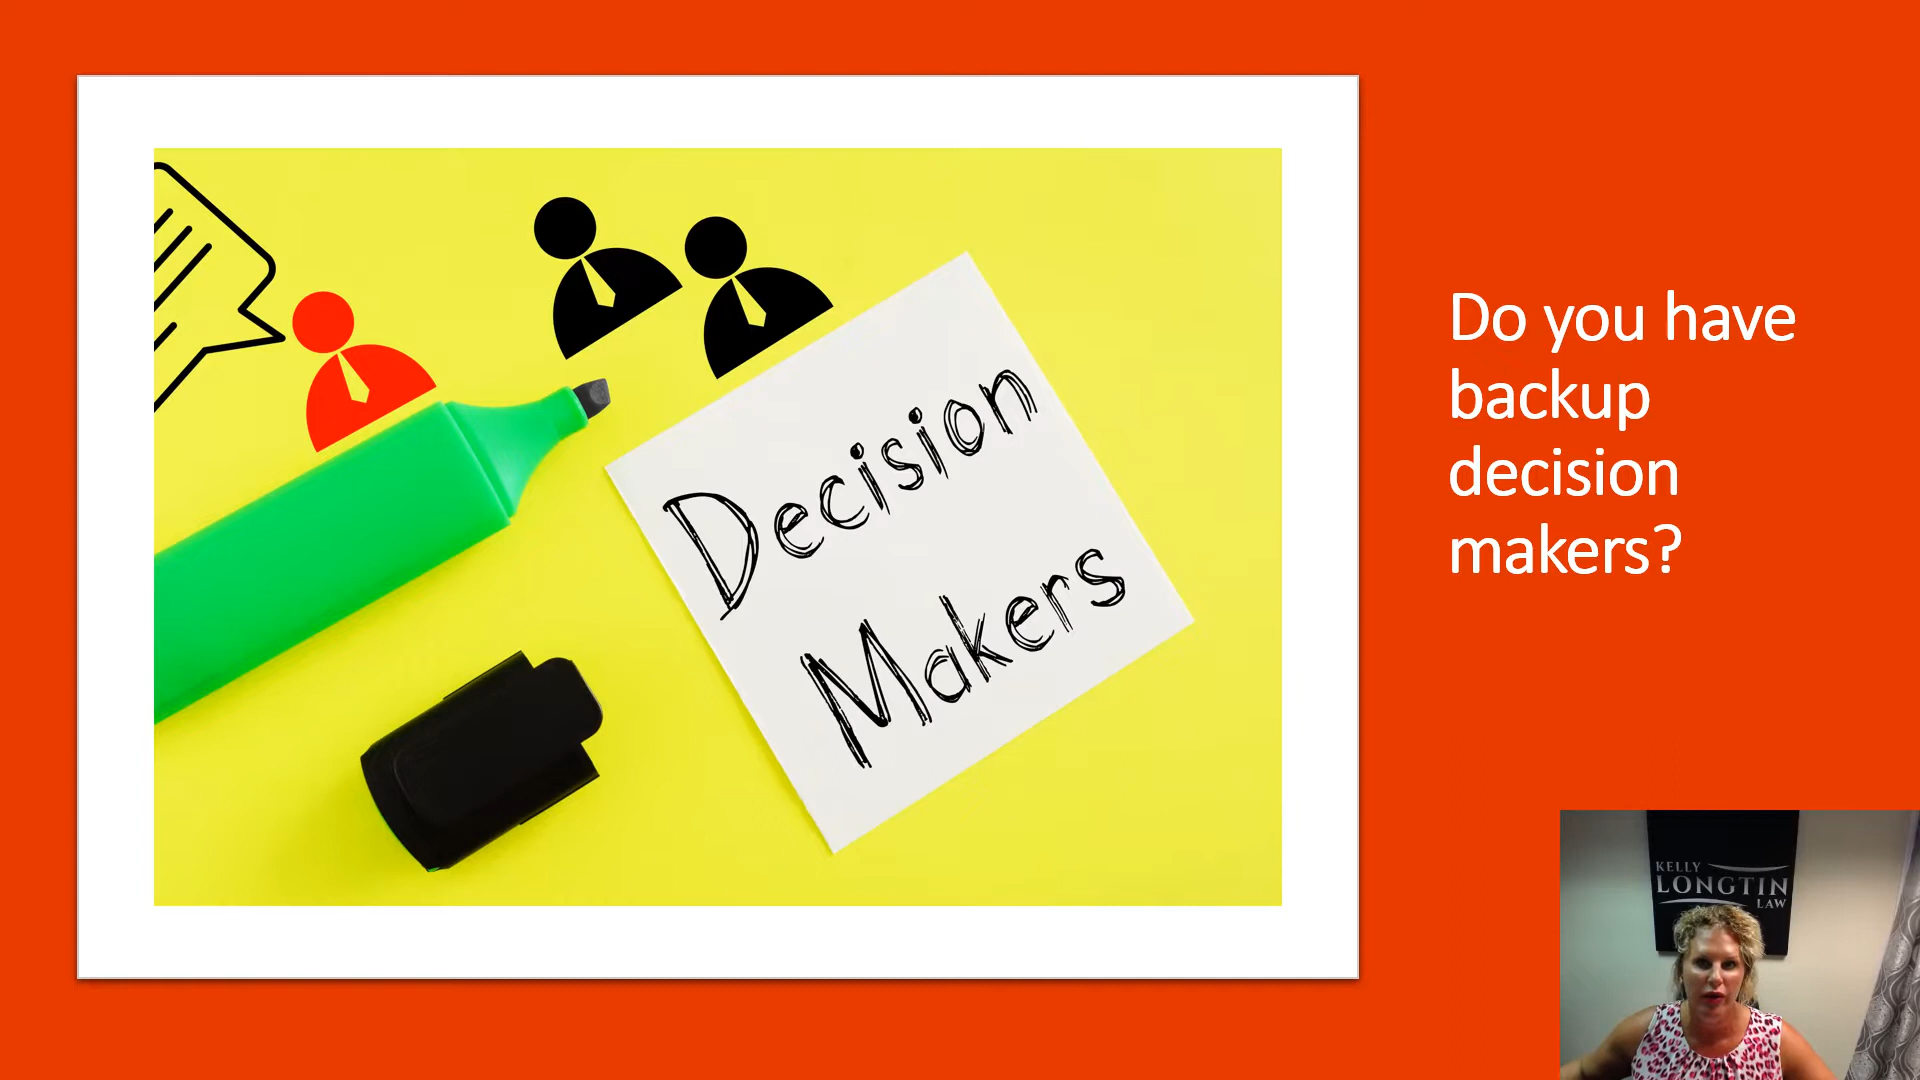 Decision
Makers
Do you have
backup
decision
makers?
KELLY
LONGTIN
LAW